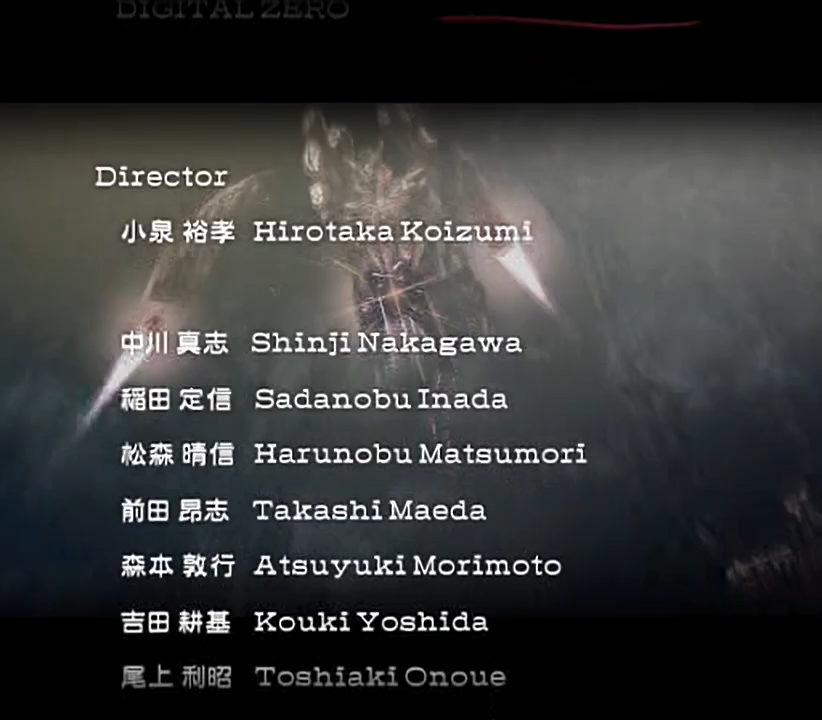 DIGITAL ZERO
Director
小泉 裕孝 Hirotaka Koizumi
中川 真志 Shinji Nakagawa
稲田 定信 Sadanobu Inada
松森 晴信 Harunobu Matsumori
前田 昂志 Takashi Maeda
森本 敦行 Atsuyuki Morimoto
吉田 耕基 Kouki Yoshida
尾上 利昭 Toshiaki Onoue